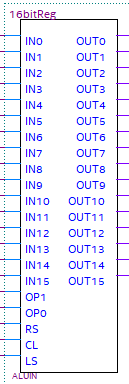 16bitReg
IN0 OUT0
IN1 OUT1
IN2 OUT2
IN3 OUT3
IN4 OUT4
IN5 OUT5
IN6 OUT6
IN7 OUT7
IN8 OUT8
IN9 OUT9
IN10 OUT10
IN11 OUT11
IN12 OUT12
IN13 OUT13
IN14 OUT14
IN15 OUT15
OP1
OP0
RS
CL
LS
ALUIN